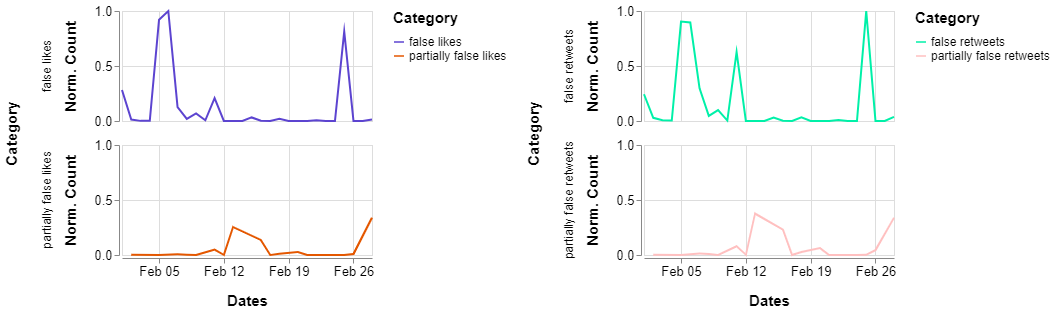 Category
false likes
Norm. Count
1.0
0.5
0.0
partially false likes
Norm. Count
1.0
0.5
0.0
Feb 05
Feb 12
Feb 19
Feb 26
Dates
Category
false likes
partially false likes
Category
false retweets
Norm. Count
1.0
0.5
0.0
partially false retweets
Norm. Count
1.0
0.5
0.0
Feb 05
Feb 12
Feb 19
Feb 26
Dates
Category
false retweets
partially false retweets